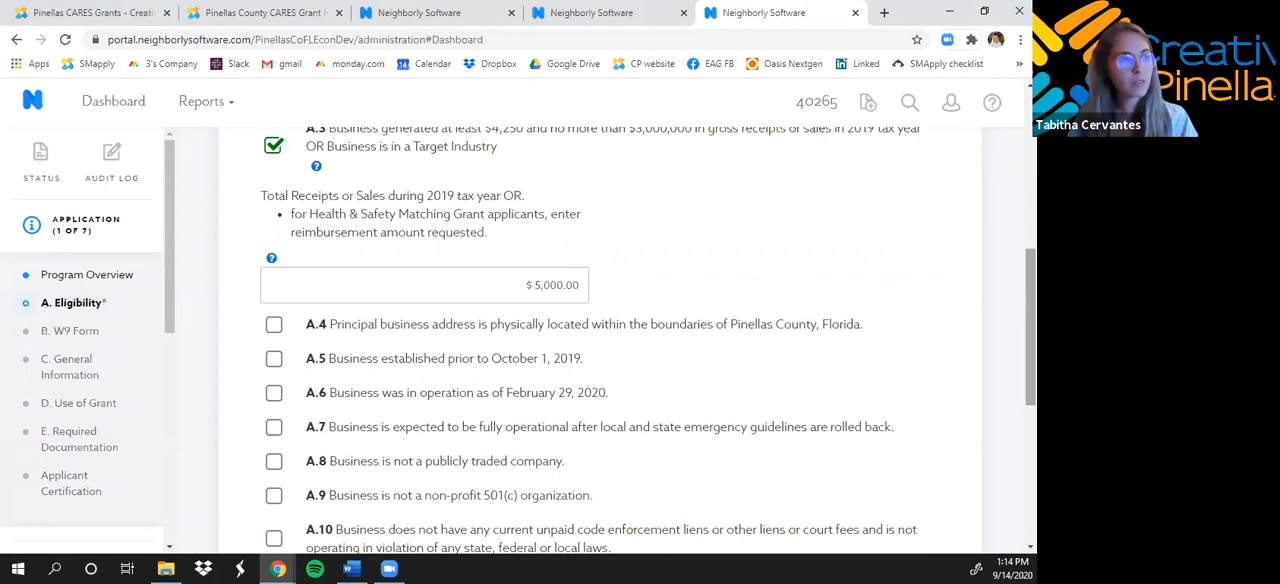 Pinellas CARES Grants - Creati
Pinellas County CARES Grant H
Neighborly Software
Neighborly Software
Neighborly Software
portal.neighborlysoftware.com/PinellasCoFLEconDev/administration#Dashboard
Apps
SMapply
3's Company
Slack
gmail
monday.com
Calendar
Dropbox
Google Drive
CP website
EAG FB
Oasis Nextgen
Linked
SMApply checklist
»
Creativ
Pinella
Tabitha Cervantes
Dashboard
Reports
40265
STATUS
AUDIT LOG
APPLICATION
(1 OF 7)
Program Overview
A. Eligibility*
B. W9 Form
C. General
Information
D. Use of Grant
E. Required
Documentation
Applicant
Certification
A.3 Business generated at least $4,250 and no more than $3,000,000 in gross receipts or sales in 2019 tax year
OR Business is in a Target Industry
Total Receipts or Sales during 2019 tax year OR.
• for Health & Safety Matching Grant applicants, enter
reimbursement amount requested.
$ 5,000.00
A.4 Principal business address is physically located within the boundaries of Pinellas County, Florida.
A.5 Business established prior to October 1, 2019.
A.6 Business was in operation as of February 29, 2020.
A.7 Business is expected to be fully operational after local and state emergency guidelines are rolled back.
A.8 Business is not a publicly traded company.
A.9 Business is not a non-profit 501(c) organization.
A.10 Business does not have any current unpaid code enforcement liens or other liens or court fees and is not
operating in violation of any state, federal or local laws.
1:14 PM
9/14/2020